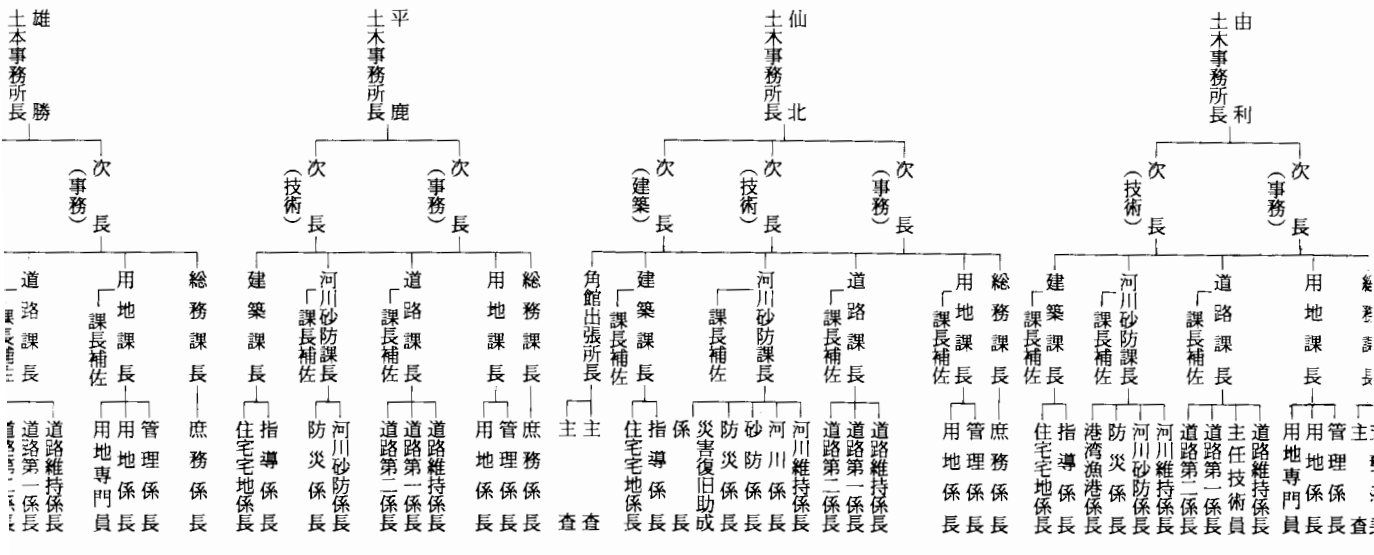 由利
土木事務所長
次長
（事務）
次長
（技術）
用地課長
道路課長
課長補佐
河川砂防課長
課長補佐
建築課長
課長補佐
主査
管理係長
用地係長
用地専門員
道路維持係長
主任技術員
道路第一係長
道路第二係長
河川維持係長
河川砂防係長
防災係長
港湾漁港係長
指導係長
住宅宅地係長
仙北
土木事務所長
次長
（事務）
次長
（技術）
次長
（建築）
総務課長
用地課長
課長補佐
道路課長
課長補佐
河川砂防課長
課長補佐
建築課長
課長補佐
角館出張所長
庶務係長
管理係長
用地係長
道路維持係長
道路第一係長
道路第二係長
河川維持係長
河川係長
砂防係長
防災係長
災害復旧助成
係長
指導係長
住宅宅地係長
主査
主査
平鹿
土木事務所長
次長
（事務）
次長
（技術）
総務課長
用地課長
道路課長
課長補佐
河川砂防課長
課長補佐
建築課長
庶務係長
管理係長
用地係長
道路維持係長
道路第一係長
道路第二係長
河川砂防係長
防災係長
指導係長
住宅宅地係長
雄勝
土本事務所長
次長
（事務）
総務課長
用地課長
課長補佐
道路課長
課長補佐
庶務係長
管理係長
用地係長
用地専門員
道路維持係長
道路第一係長
道路第二係長